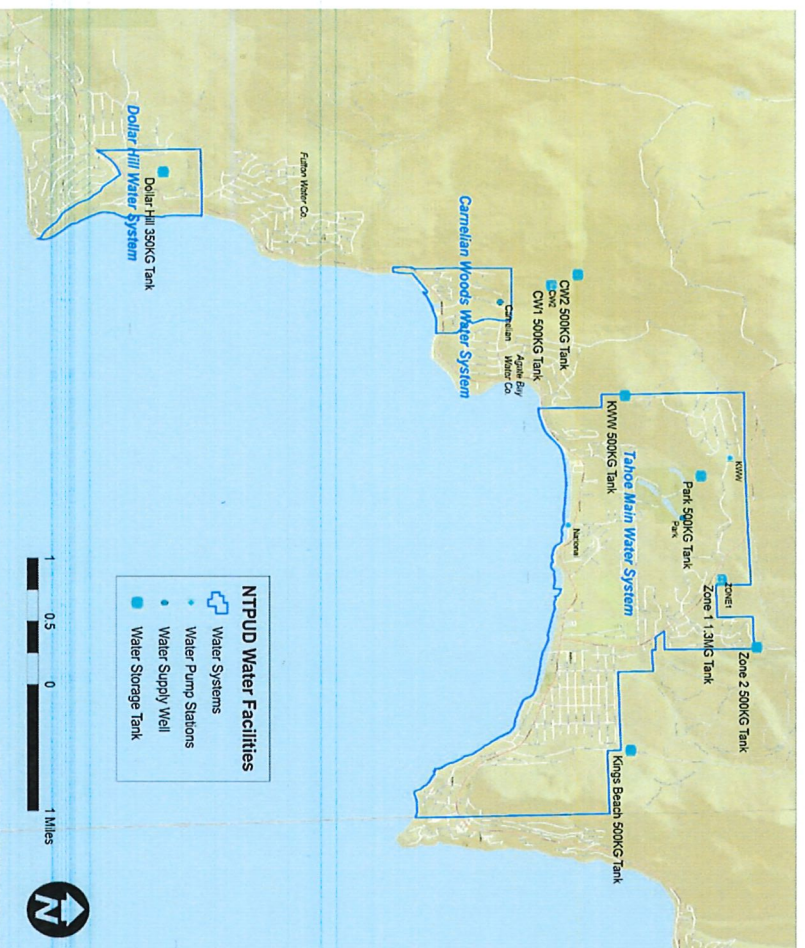 Zone 2 500KG Tank
ZONE1
Zone 1 1.3MG Tank
KWW
Park 500KG Tank
Park
Kings Beach 500KG Tank
Tahoe Main Water System
KWW 500KG Tank
CW2 500KG Tank
CW2
CW1 500KG Tank
National
Agate Bay
Water Co.
Carnelian
Carnelian Woods Water System
Fulton Water Co.
Dollar Hill 350KG Tank
Dollar Hill Water System
NTPUD Water Facilities
Water Systems
Water Pump Stations
Water Supply Well
Water Storage Tank
1 0.5 0 1 Miles
N